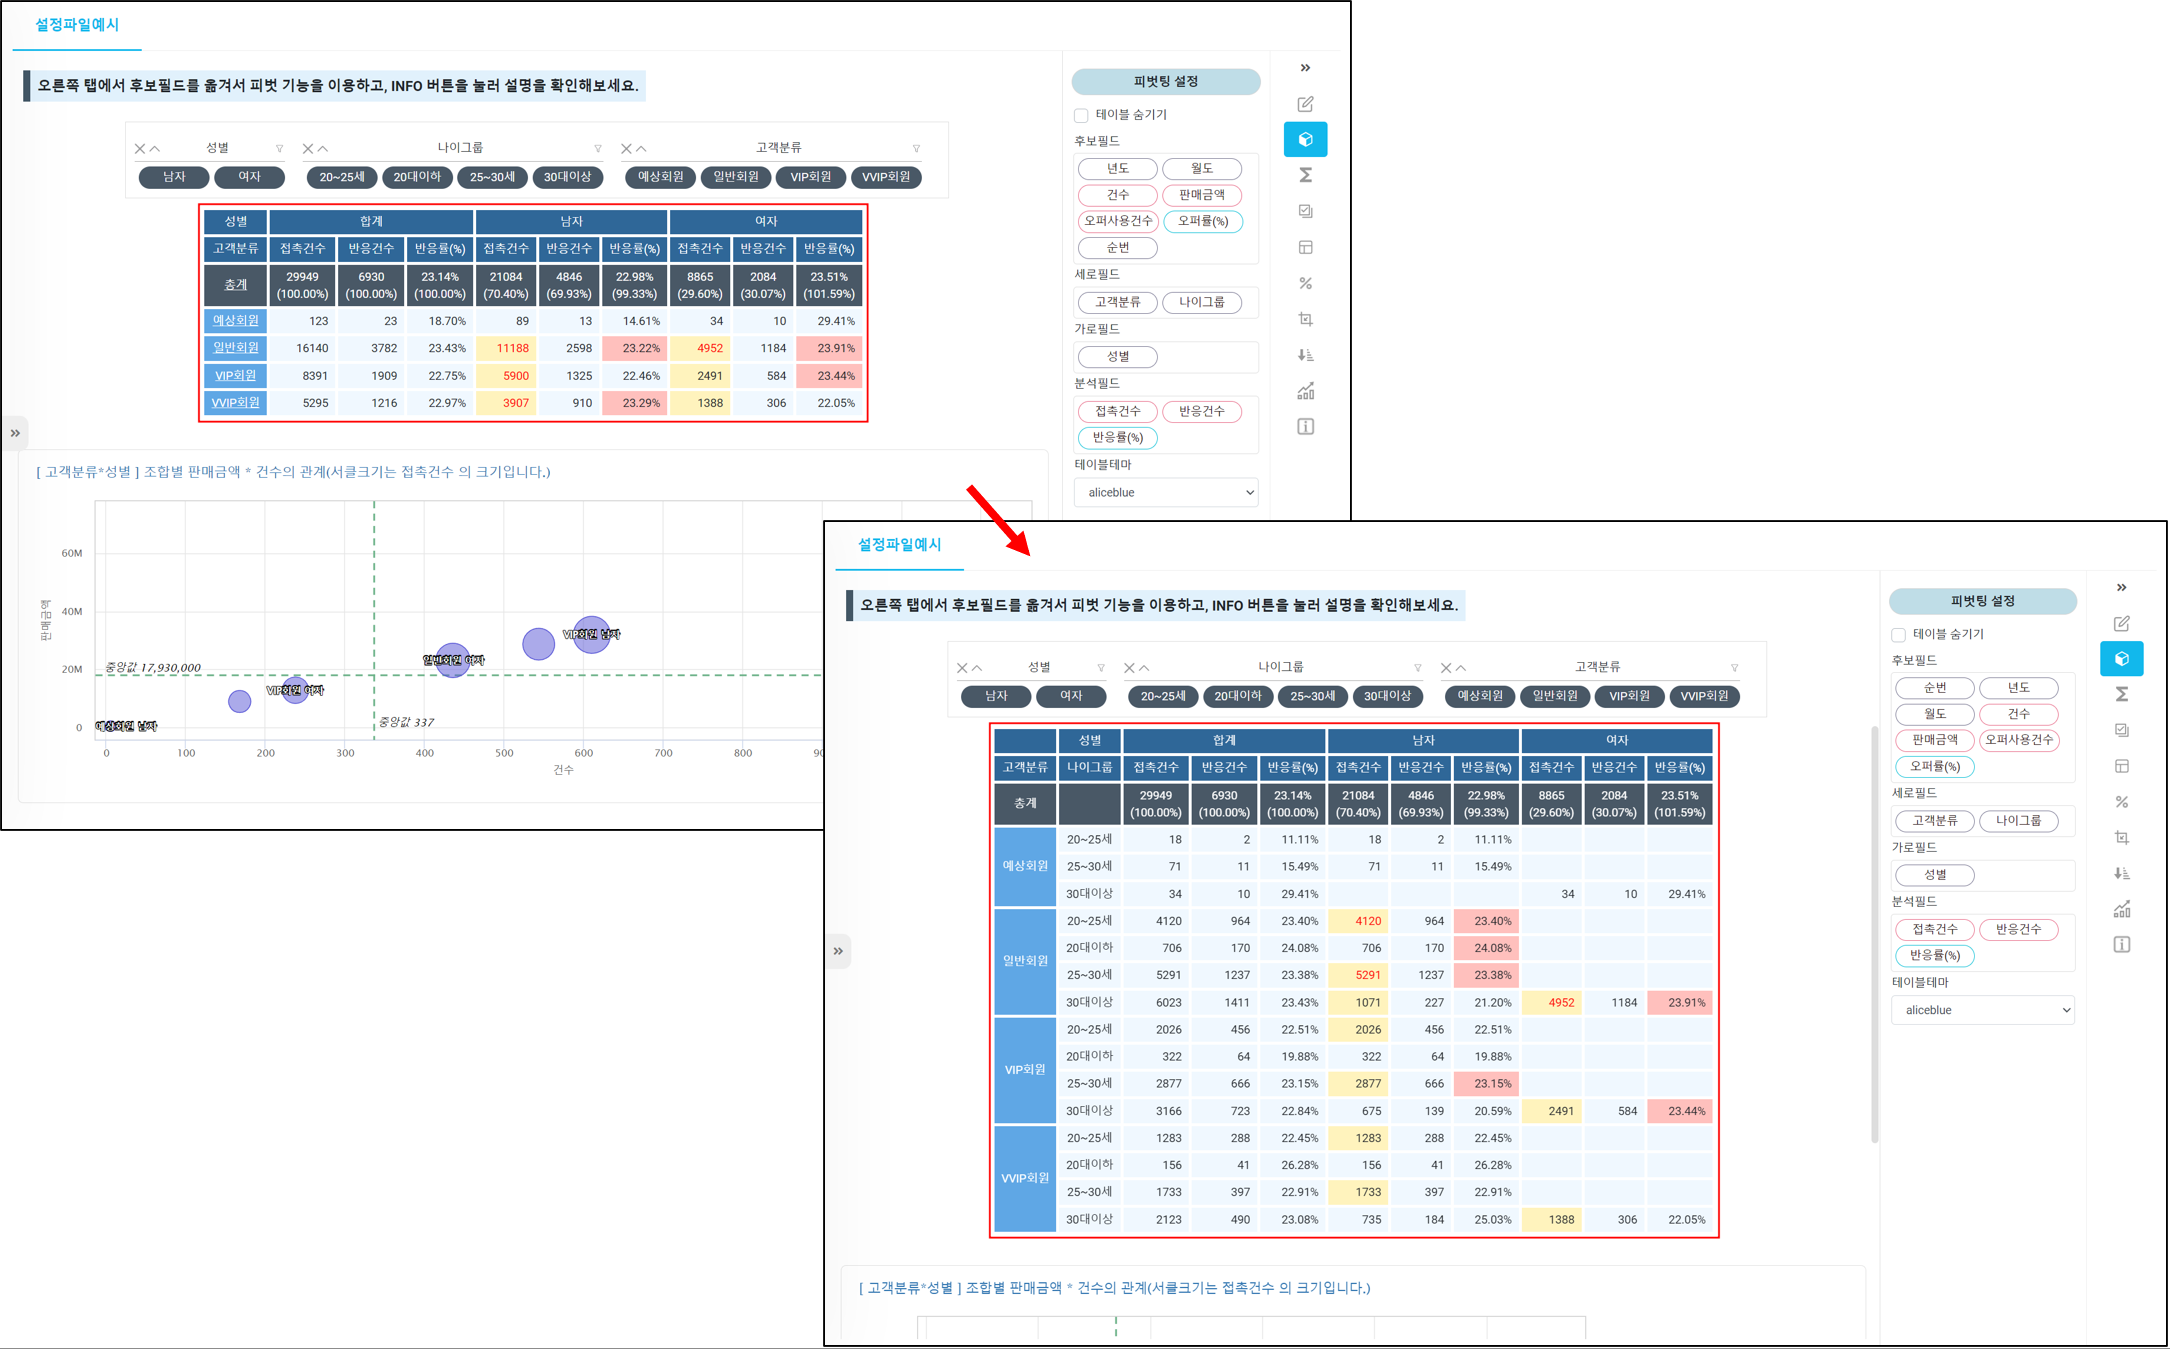 설정파일예시
오른쪽 탭에서 후보필드를 옮겨서 피벗 기능을 이용하고, INFO 버튼을 눌러 설명을 확인해보세요.
성별 나이그룹 고객분류
남자 여자 20~25세 20대이하 25~30세 30대이상 예상회원 일반회원 VIP회원 VVIP회원
성별 합계 남자 여자
고객분류 접촉건수 반응건수 반응률(%) 접촉건수 반응건수 반응률(%) 접촉건수 반응건수 반응률(%)
총계 29949 (100.00%) 6930 (100.00%) 23.14% (100.00%) 21084 (70.40%) 4846 (69.93%) 22.98% (99.33%) 8865 (29.60%) 2084 (30.07%) 23.51% (101.59%)
예상회원 123 23 18.70% 89 13 14.61% 34 10 29.41%
일반회원 16140 3782 23.43% 11188 2598 23.22% 4952 1184 23.91%
VIP회원 8391 1909 22.75% 5900 1325 22.46% 2491 584 23.44%
VVIP회원 5295 1216 22.97% 3907 910 23.29% 1388 306 22.05%
피벗팅 설정
테이블 숨기기
후보필드
년도 월도
건수 판매금액
오퍼사용건수 오퍼률(%)
순번
세로필드
고객분류 나이그룹
가로필드
성별
분석필드
접촉건수 반응건수
반응률(%)
테이블테마
aliceblue
[ 고객분류*성별 ] 조합별 판매금액 * 건수의 관계(서클크기는 접촉건수 의 크기입니다.)
판매금액
60M
40M
20M
0
중앙값 17,930,000
중앙값 337
VIP회원 남자
일반회원 여자
VIP회원 여자
예상회원 남자
0 100 200 300 400 500 600 700 800
건수
설정파일예시
오른쪽 탭에서 후보필드를 옮겨서 피벗 기능을 이용하고, INFO 버튼을 눌러 설명을 확인해보세요.
성별 나이그룹 고객분류
남자 여자 20~25세 20대이하 25~30세 30대이상 예상회원 일반회원 VIP회원 VVIP회원
성별 합계 남자 여자
고객분류 나이그룹 접촉건수 반응건수 반응률(%) 접촉건수 반응건수 반응률(%) 접촉건수 반응건수 반응률(%)
총계 29949 (100.00%) 6930 (100.00%) 23.14% (100.00%) 21084 (70.40%) 4846 (69.93%) 22.98% (99.33%) 8865 (29.60%) 2084 (30.07%) 23.51% (101.59%)
예상회원 20~25세 18 2 11.11% 18 2 11.11%
25~30세 71 11 15.49% 71 11 15.49%
30대이상 34 10 29.41% 34 10 29.41%
일반회원 20~25세 4120 964 23.40% 4120 964 23.40%
20대이하 706 170 24.08% 706 170 24.08%
25~30세 5291 1237 23.38% 5291 1237 23.38%
30대이상 6023 1411 23.43% 1071 227 21.20% 4952 1184 23.91%
VIP회원 20~25세 2026 456 22.51% 2026 456 22.51%
20대이하 322 64 19.88% 322 64 19.88%
25~30세 2877 666 23.15% 2877 666 23.15%
30대이상 3166 723 22.84% 675 139 20.59% 2491 584 23.44%
VVIP회원 20~25세 1283 288 22.45% 1283 288 22.45%
20대이하 156 41 26.28% 156 41 26.28%
25~30세 1733 397 22.91% 1733 397 22.91%
30대이상 2123 490 23.08% 735 184 25.03% 1388 306 22.05%
피벗팅 설정
테이블 숨기기
후보필드
순번 년도
월도 건수
판매금액 오퍼사용건수
오퍼률(%)
세로필드
고객분류 나이그룹
가로필드
성별
분석필드
접촉건수 반응건수
반응률(%)
테이블테마
aliceblue
[ 고객분류*성별 ] 조합별 판매금액 * 건수의 관계(서클크기는 접촉건수 의 크기입니다.)